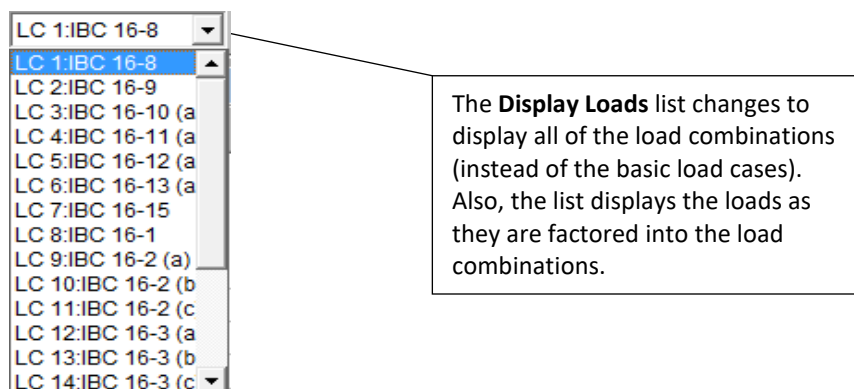 LC 1:IBC 16-8
LC 1:IBC 16-8
LC 2:IBC 16-9
LC 3:IBC 16-10 (a
LC 4:IBC 16-11 (a
LC 5:IBC 16-12 (a
LC 6:IBC 16-13 (a
LC 7:IBC 16-15
LC 8:IBC 16-1
LC 9:IBC 16-2 (a)
LC 10:IBC 16-2 (b
LC 11:IBC 16-2 (c
LC 12:IBC 16-3 (a
LC 13:IBC 16-3 (b
LC 14:IBC 16-3 (c
The Display Loads list changes to
display all of the load combinations
(instead of the basic load cases).
Also, the list displays the loads as
they are factored into the load
combinations.